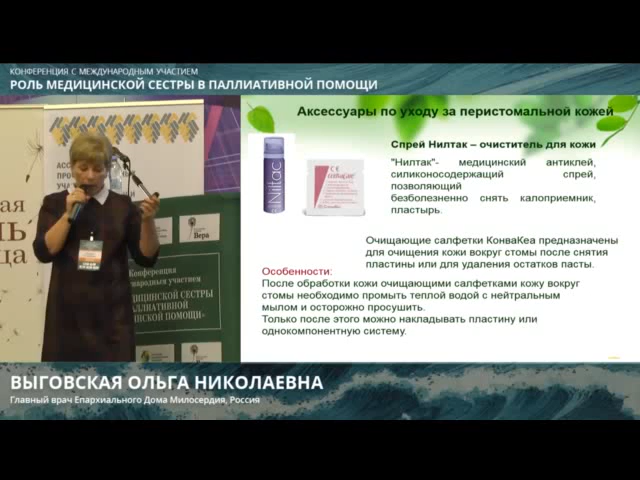 КОНФЕРЕНЦИЯ С МЕЖДУНАРОДНЫМ УЧАСТИЕМ
РОЛЬ МЕДИЦИНСКОЙ СЕСТРЫ В ПАЛЛИАТИВНОЙ ПОМОЩИ
Аксессуары по уходу за перистомальной кожей
Спрей Нилтак – очиститель для кожи
"Нилтак"- медицинский антиклей,
силиконосодержащий спрей,
позволяющий
безболезненно снять калоприемник,
пластырь.
Niltac
Очищающие салфетки КонваКеа предназначены
для очищения кожи вокруг стомы после снятия
пластины или для удаления остатков пасты.
Особенности:
После обработки кожи очищающими салфетками кожу вокруг
стомы необходимо промыть теплой водой с нейтральным
мылом и осторожно просушить.
Только после этого можно накладывать пластину или
однокомпонентную систему.
Вера
Конференция
ВЫГОВСКАЯ ОЛЬГА НИКОЛАЕВНА
Главный врач Епархиального Дома Милосердия, Россия